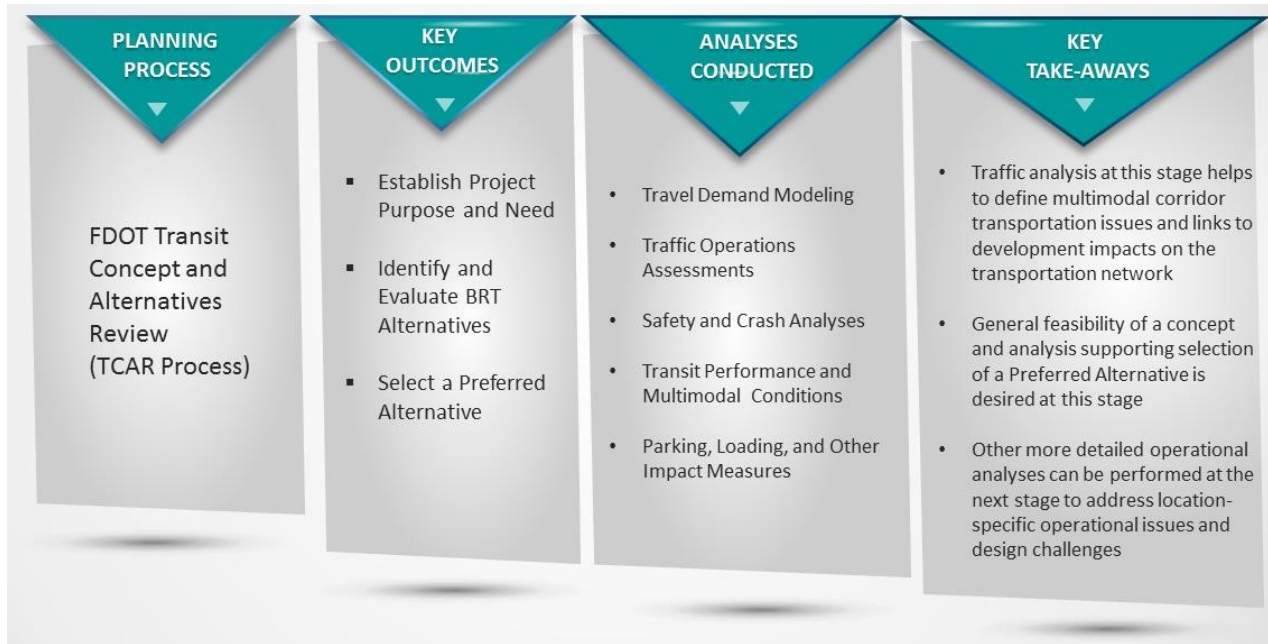 PLANNING
PROCESS
FDOT Transit
Concept and
Alternatives
Review
(TCAR Process)
KEY
OUTCOMES
▪ Establish Project
Purpose and Need
▪ Identify and
Evaluate BRT
Alternatives
▪ Select a Preferred
Alternative
ANALYSES
CONDUCTED
• Travel Demand Modeling
• Traffic Operations
Assessments
• Safety and Crash Analyses
• Transit Performance and
Multimodal Conditions
• Parking, Loading, and Other
Impact Measures
KEY
TAKE-AWAYS
• Traffic analysis at this stage helps
to define multimodal corridor
transportation issues and links to
development impacts on the
transportation network
• General feasibility of a concept
and analysis supporting selection
of a Preferred Alternative is
desired at this stage
• Other more detailed operational
analyses can be performed at the
next stage to address location-
specific operational issues and
design challenges